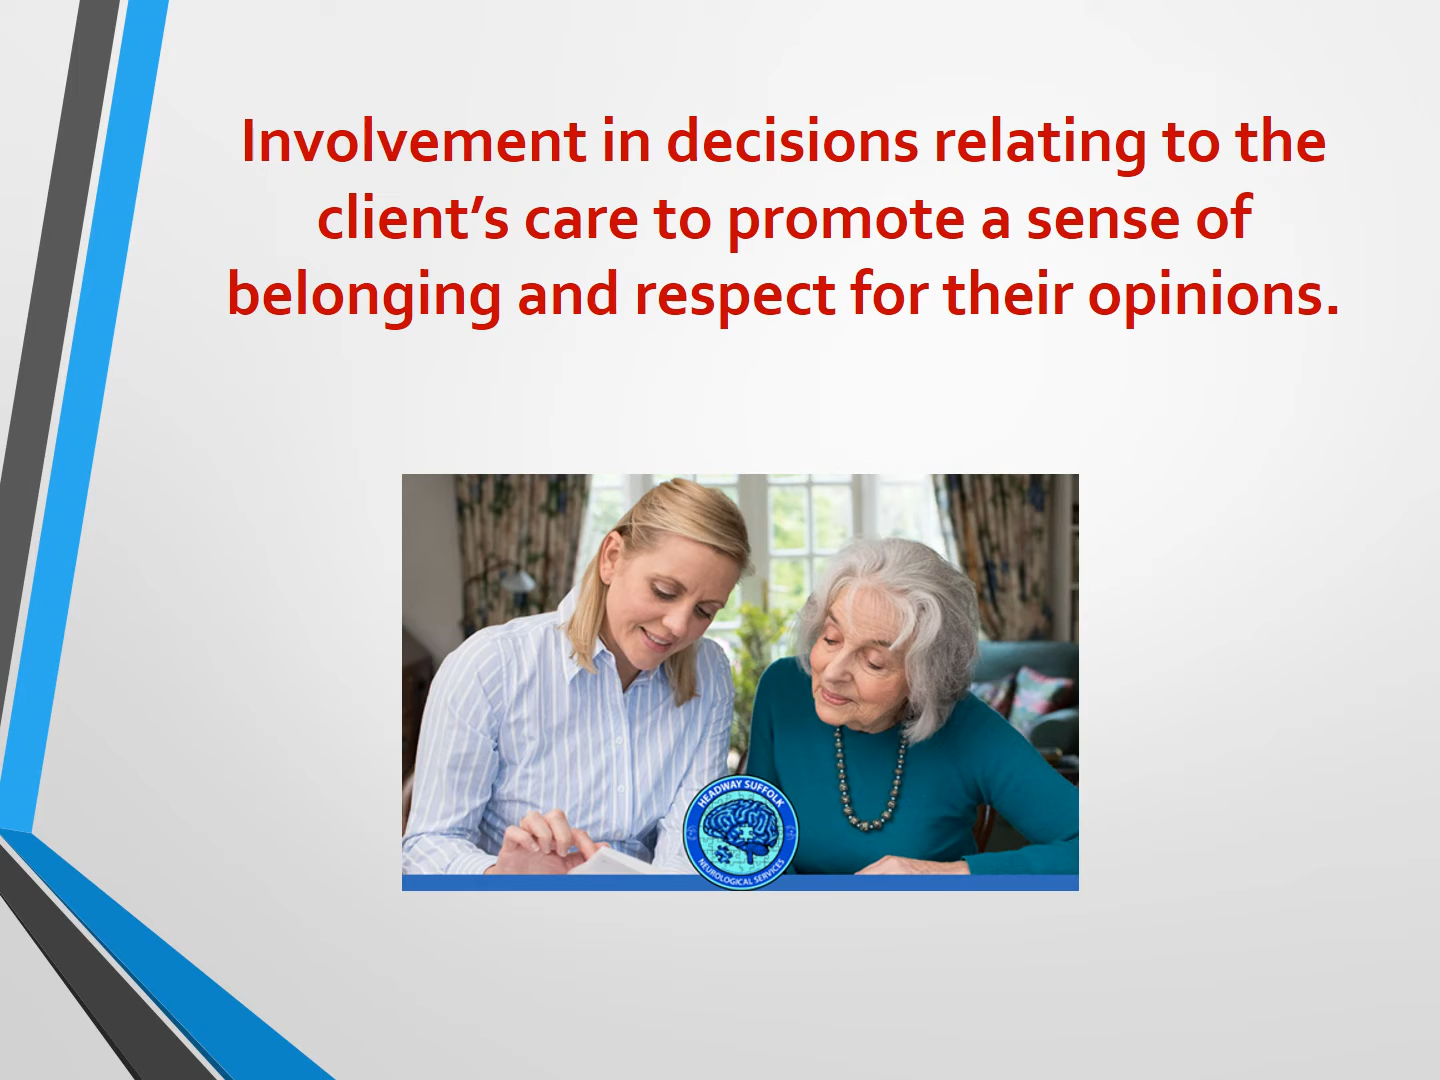 Involvement in decisions relating to the
client’s care to promote a sense of
belonging and respect for their opinions.
HEADWAY SUFFOLK
NEUROLOGICAL SERVICES